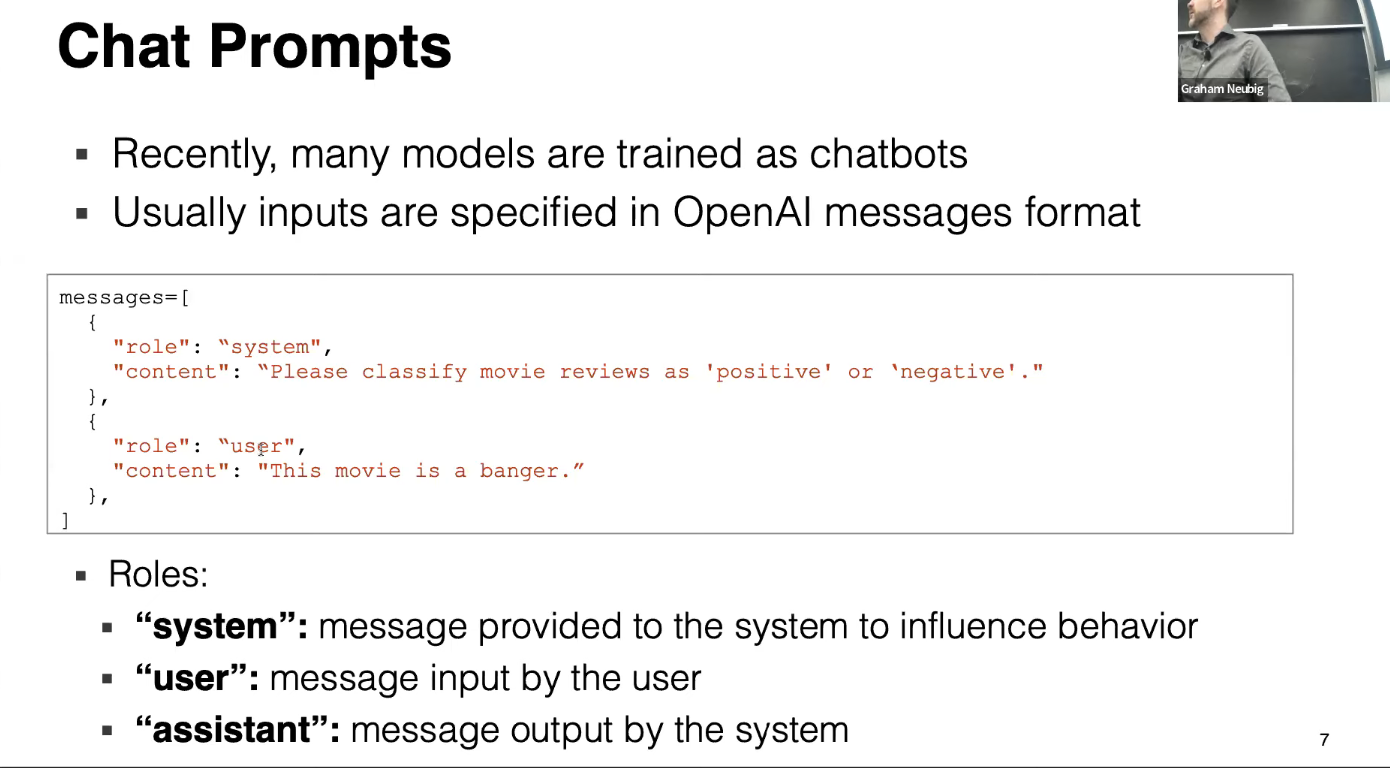 Chat Prompts
Graham Neubig
▪ Recently, many models are trained as chatbots
▪ Usually inputs are specified in OpenAI messages format
messages=[
  {
    "role": “system",
    "content": “Please classify movie reviews as 'positive' or ‘negative'."
  },
  {
    "role": “user",
    "content": "This movie is a banger.”
  },
]
▪ Roles:
▪ “system”: message provided to the system to influence behavior
▪ “user”: message input by the user
▪ “assistant”: message output by the system
7